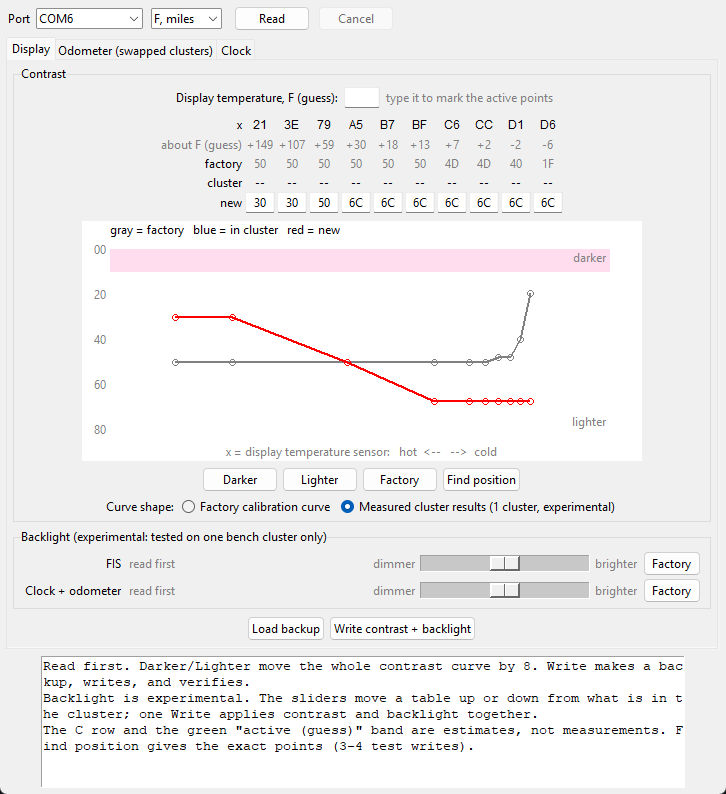 Port COM6 F, miles Read Cancel
Display Odometer (swapped clusters) Clock
Contrast
Display temperature, F (guess): type it to mark the active points
x 21 3E 79 A5 B7 BF C6 CC D1 D6
about F (guess) +149 +107 +59 +30 +18 +13 +7 +2 -2 -6
factory 50 50 50 50 50 50 4D 4D 40 1F
cluster -- -- -- -- -- -- -- -- -- --
new 30 30 50 6C 6C 6C 6C 6C 6C 6C
gray = factory blue = in cluster red = new
00 darker
20
40
60
lighter
80
x = display temperature sensor: hot <-- --> cold
Darker Lighter Factory Find position
Curve shape: Factory calibration curve Measured cluster results (1 cluster, experimental)
Backlight (experimental: tested on one bench cluster only)
FIS read first dimmer brighter Factory
Clock + odometer read first dimmer brighter Factory
Load backup Write contrast + backlight
Read first. Darker/Lighter move the whole contrast curve by 8. Write makes a bac
kup, writes, and verifies.
Backlight is experimental. The sliders move a table up or down from what is in t
he cluster; one Write applies contrast and backlight together.
The C row and the green "active (guess)" band are estimates, not measurements. F
ind position gives the exact points (3-4 test writes).